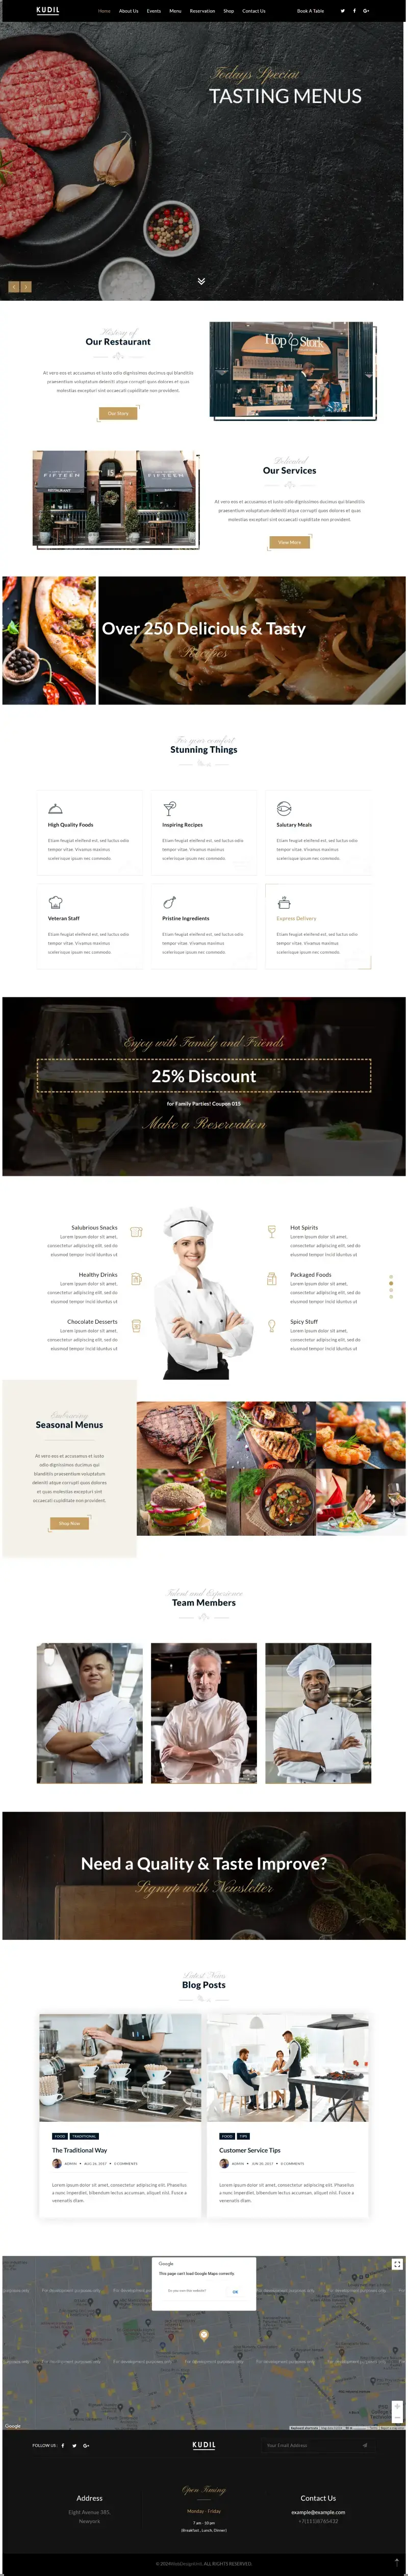 KUDIL
Home About Us Events Menu Reservation Shop Contact Us Book A Table
Todays Special
TASTING MENUS
History of
Our Restaurant
At vero eos et accusamus et iusto odio dignissimos ducimus qui blanditiis
praesentium voluptatum deleniti atque corrupti quos dolores et quas
molestias excepturi sint occaecati cupiditate non provident.
Our Story
Hop Stork
FIFTEEN
RESTAURANT
15
FIFTEEN
Dedicated
Our Services
At vero eos et accusamus et iusto odio dignissimos ducimus qui blanditiis
praesentium voluptatum deleniti atque corrupti quos dolores et quas
molestias excepturi sint occaecati cupiditate non provident.
View More
Over 250 Delicious & Tasty
Recipes
For your comfort
Stunning Things
High Quality Foods
Etiam feugiat eleifend est, sed luctus odio
tempor vitae. Vivamus maximus
scelerisque ipsum nec commodo.
Inspiring Recipes
Etiam feugiat eleifend est, sed luctus odio
tempor vitae. Vivamus maximus
scelerisque ipsum nec commodo.
Salutary Meals
Etiam feugiat eleifend est, sed luctus odio
tempor vitae. Vivamus maximus
scelerisque ipsum nec commodo.
Veteran Staff
Etiam feugiat eleifend est, sed luctus odio
tempor vitae. Vivamus maximus
scelerisque ipsum nec commodo.
Pristine Ingredients
Etiam feugiat eleifend est, sed luctus odio
tempor vitae. Vivamus maximus
scelerisque ipsum nec commodo.
Express Delivery
Etiam feugiat eleifend est, sed luctus odio
tempor vitae. Vivamus maximus
scelerisque ipsum nec commodo.
Enjoy with Family and Friends
25% Discount
for Family Parties! Coupon 015
Make a Reservation
Salubrious Snacks
Lorem ipsum dolor sit amet,
consectetur adipiscing elit, sed do
eiusmod tempor incid iduntus ut
Healthy Drinks
Lorem ipsum dolor sit amet,
consectetur adipiscing elit, sed do
eiusmod tempor incid iduntus ut
Chocolate Desserts
Lorem ipsum dolor sit amet,
consectetur adipiscing elit, sed do
eiusmod tempor incid iduntus ut
Hot Spirits
Lorem ipsum dolor sit amet,
consectetur adipiscing elit, sed do
eiusmod tempor incid iduntus ut
Packaged Foods
Lorem ipsum dolor sit amet,
consectetur adipiscing elit, sed do
eiusmod tempor incid iduntus ut
Spicy Stuff
Lorem ipsum dolor sit amet,
consectetur adipiscing elit, sed do
eiusmod tempor incid iduntus ut
Embracing
Seasonal Menus
At vero eos et accusamus et iusto
odio dignissimos ducimus qui
blanditiis praesentium voluptatum
deleniti atque corrupti quos dolores
et quas molestias excepturi sint
occaecati cupiditate non provident.
Shop Now
Talent and Experience
Team Members
Need a Quality & Taste Improve?
Signup with Newsletter
Latest News
Blog Posts
FOOD TRADITIONAL
The Traditional Way
ADMIN • AUG 16, 2017 • 0 COMMENTS
Lorem ipsum dolor sit amet, consectetur adipiscing elit. Phasellus
a nunc imperdiet, bibendum lectus accumsan, aliquet nisl. Fusce a
venenatis diam.
FOOD TIPS
Customer Service Tips
ADMIN • JUN 20, 2017 • 0 COMMENTS
Lorem ipsum dolor sit amet, consectetur adipiscing elit. Phasellus
a nunc imperdiet, bibendum lectus accumsan, aliquet nisl. Fusce a
venenatis diam.
Google
This page can't load Google Maps correctly.
Do you own this website?
OK
For development purposes only
For development purposes only
Google
FOLLOW US:
KUDIL
Your Email Address
Address
Eight Avenue 385
Newyork
Open Timing
Monday - Friday
7 am - 10 pm
(Breakfast, Lunch, Dinner)
Contact Us
example@example.com
+7(111)8765432
ALL RIGHTS RESERVED.